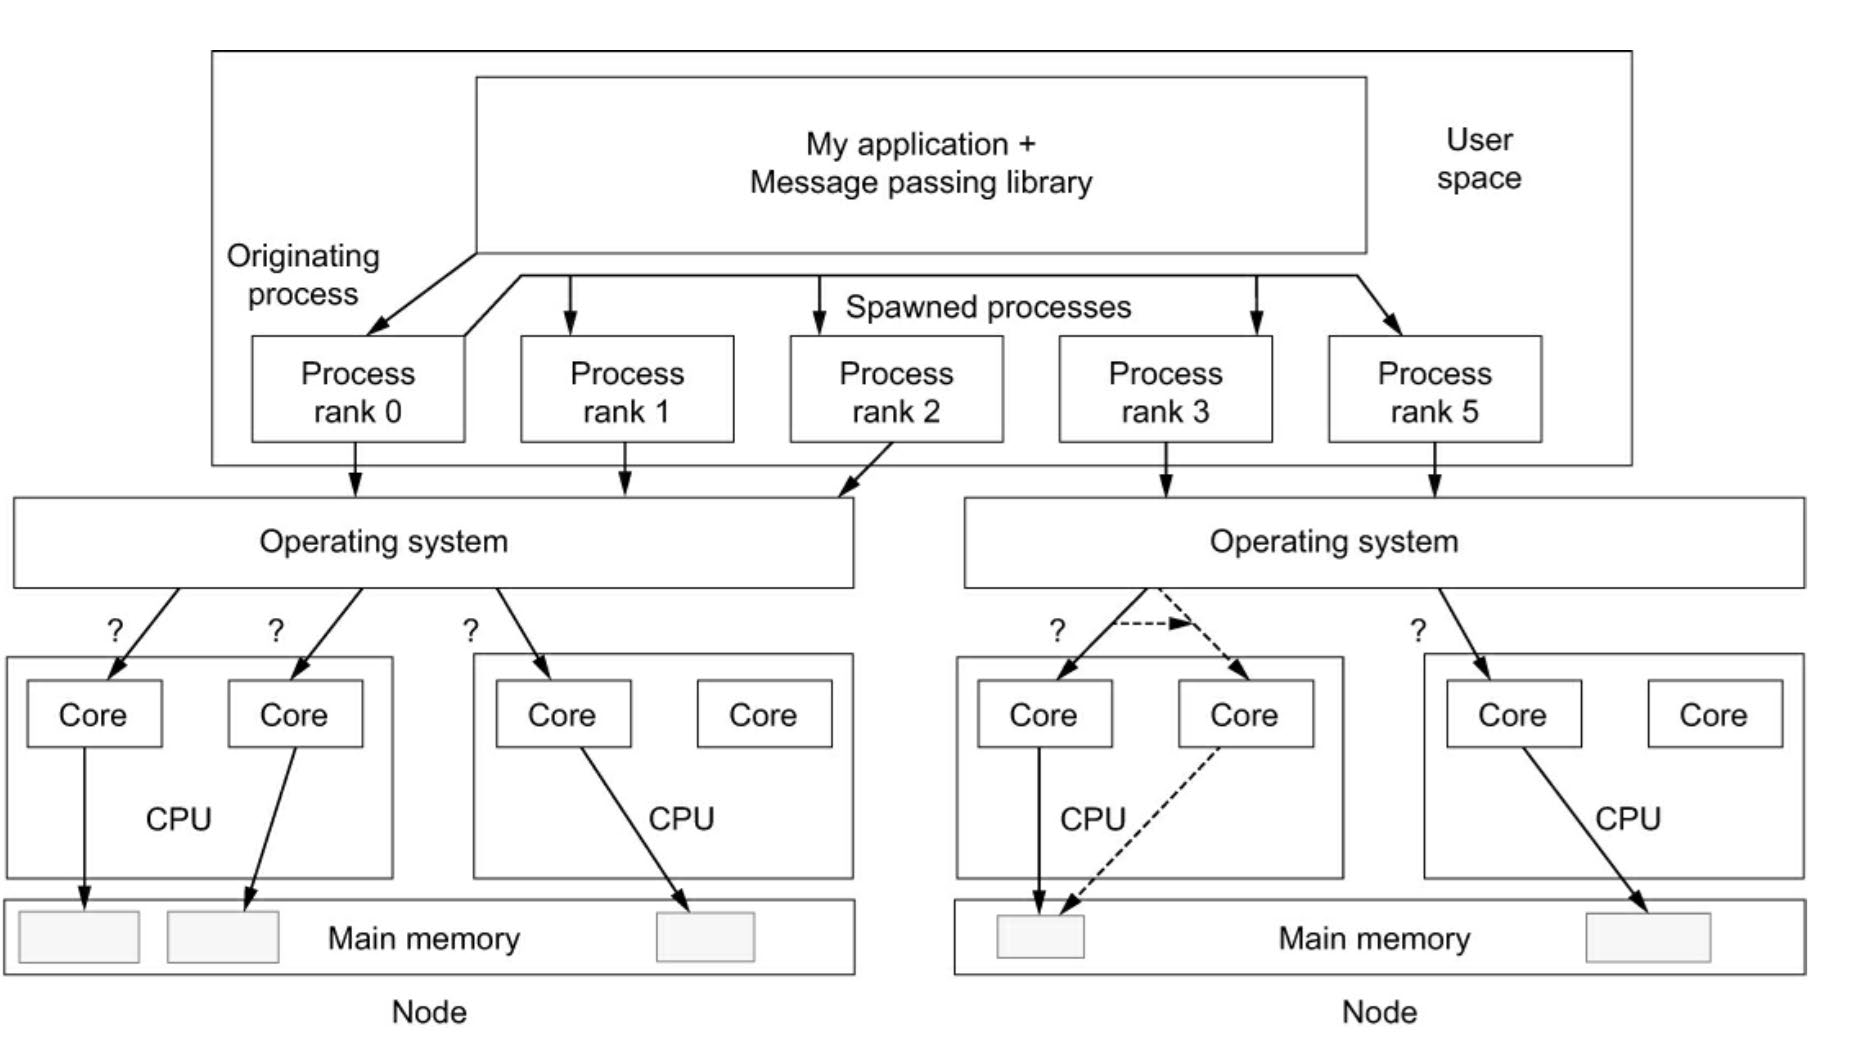 My application +
Message passing library
User
space
Originating
process
Spawned processes
Process
rank 0
Process
rank 1
Process
rank 2
Process
rank 3
Process
rank 5
Operating system
Operating system
?
?
?
?
?
Core
Core
Core
Core
Core
Core
Core
Core
CPU
CPU
CPU
CPU
Main memory
Main memory
Node
Node